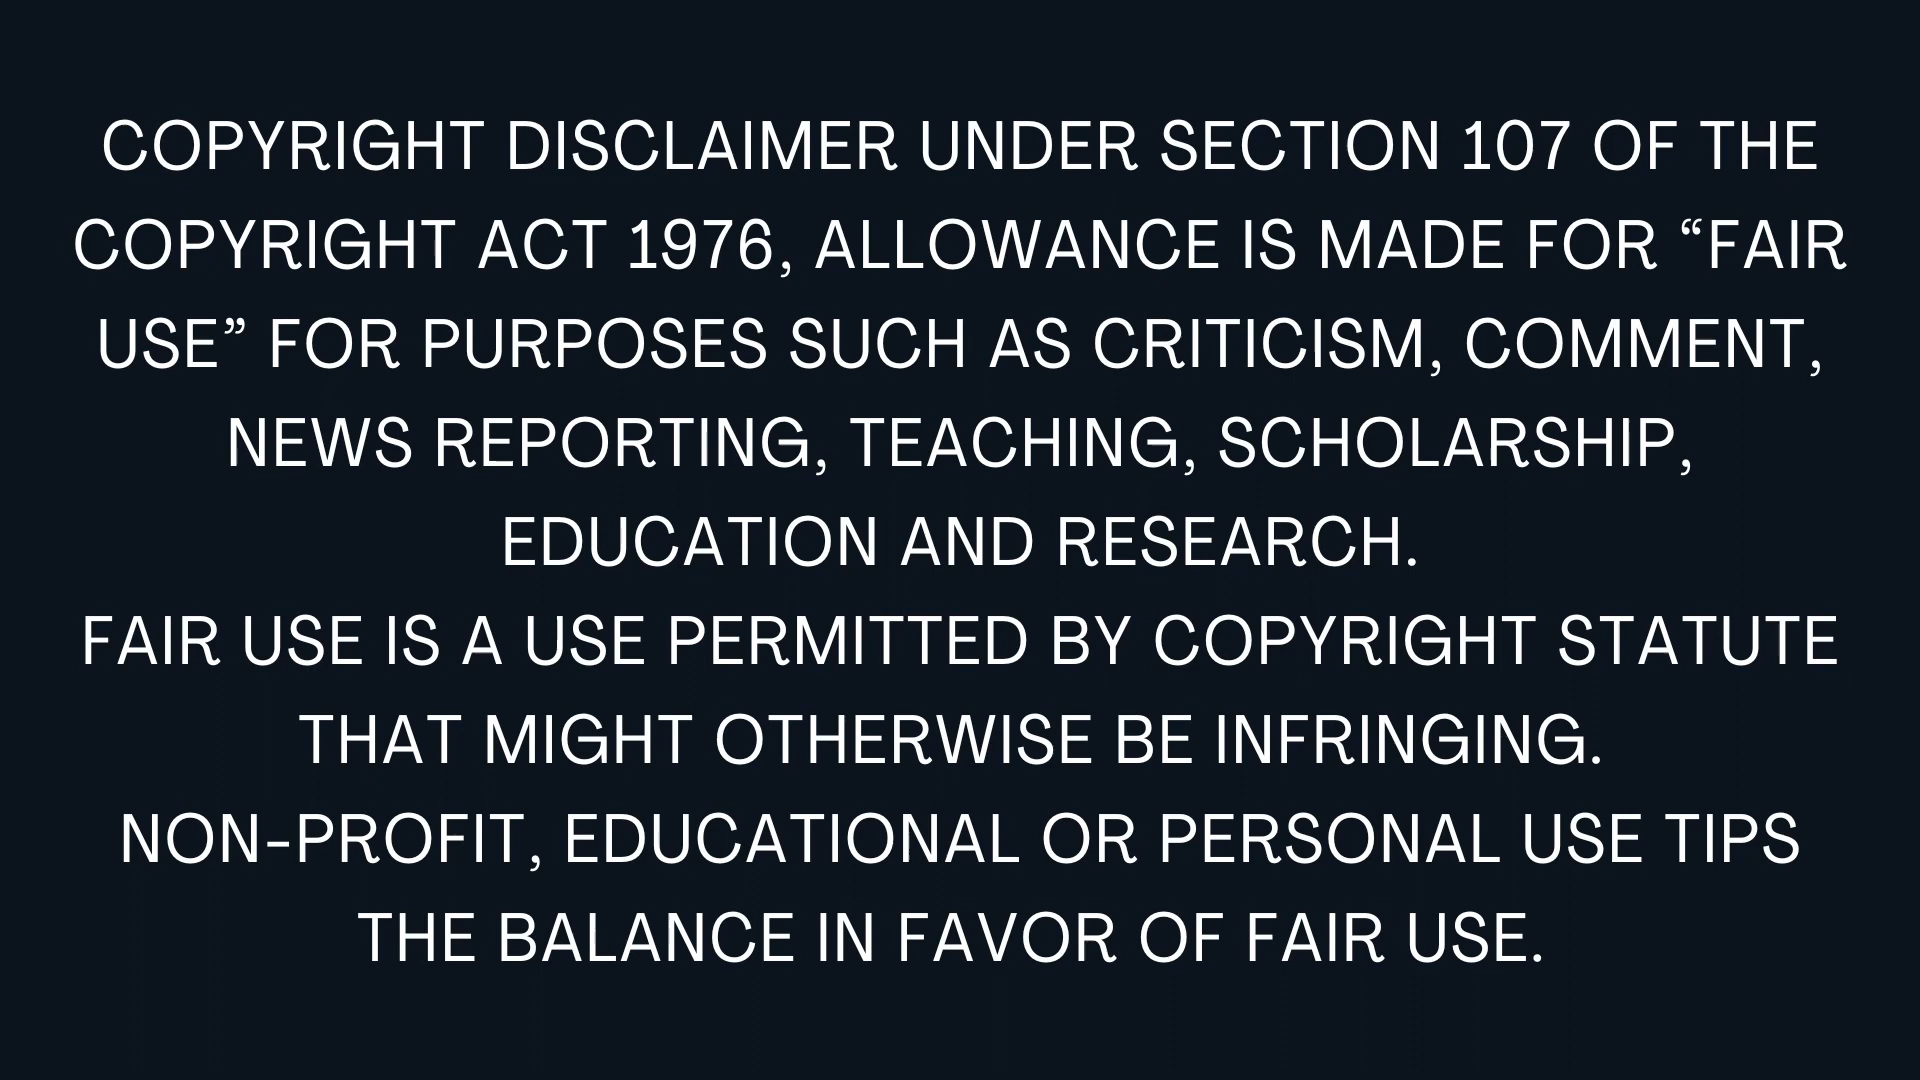 COPYRIGHT DISCLAIMER UNDER SECTION 107 OF THE
COPYRIGHT ACT 1976, ALLOWANCE IS MADE FOR “FAIR
USE” FOR PURPOSES SUCH AS CRITICISM, COMMENT,
NEWS REPORTING, TEACHING, SCHOLARSHIP,
EDUCATION AND RESEARCH.
FAIR USE IS A USE PERMITTED BY COPYRIGHT STATUTE
THAT MIGHT OTHERWISE BE INFRINGING.
NON-PROFIT, EDUCATIONAL OR PERSONAL USE TIPS
THE BALANCE IN FAVOR OF FAIR USE.